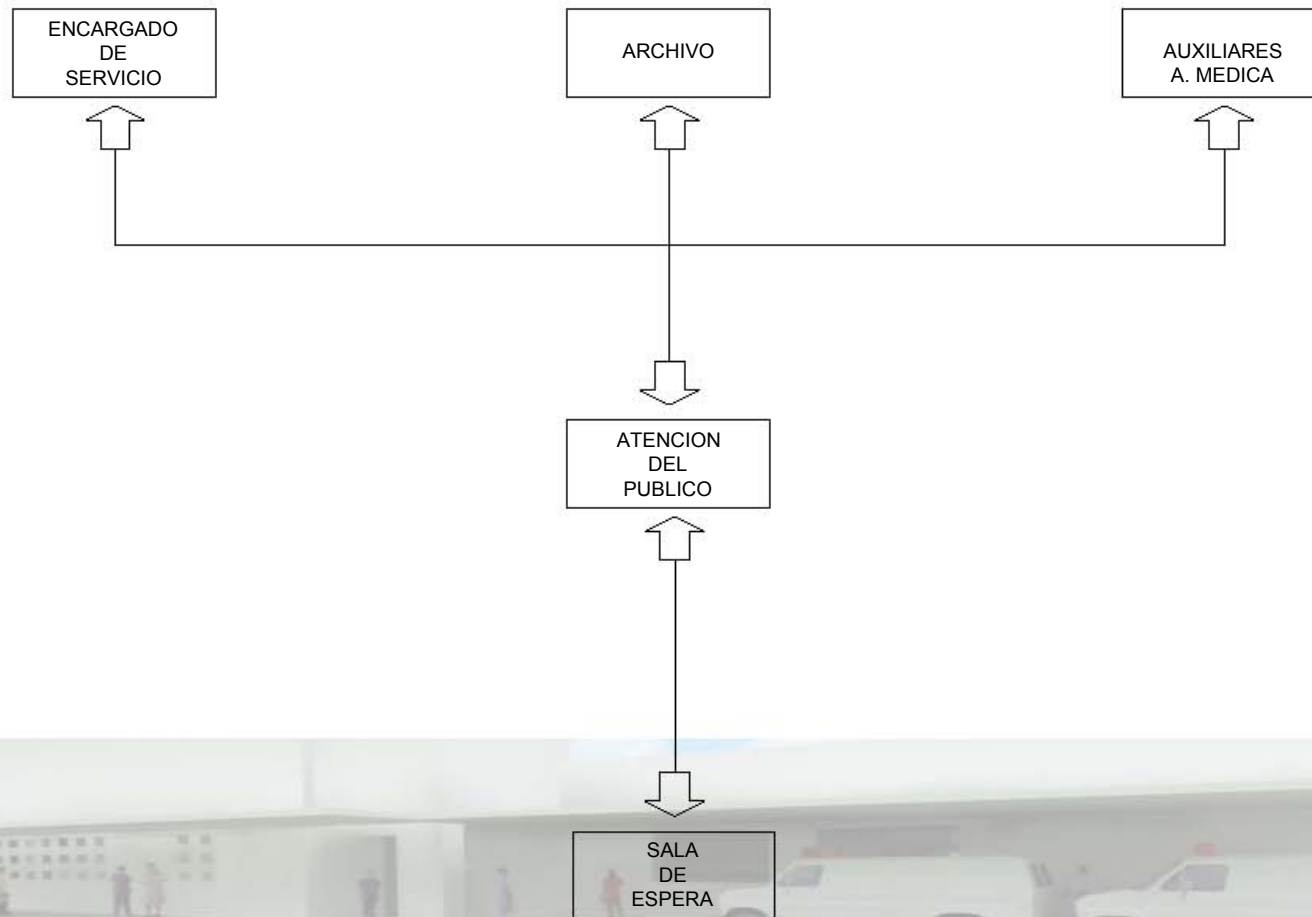 ENCARGADO
DE
SERVICIO
ARCHIVO
AUXILIARES
A. MEDICA
ATENCION
DEL
PUBLICO
SALA
DE
ESPERA